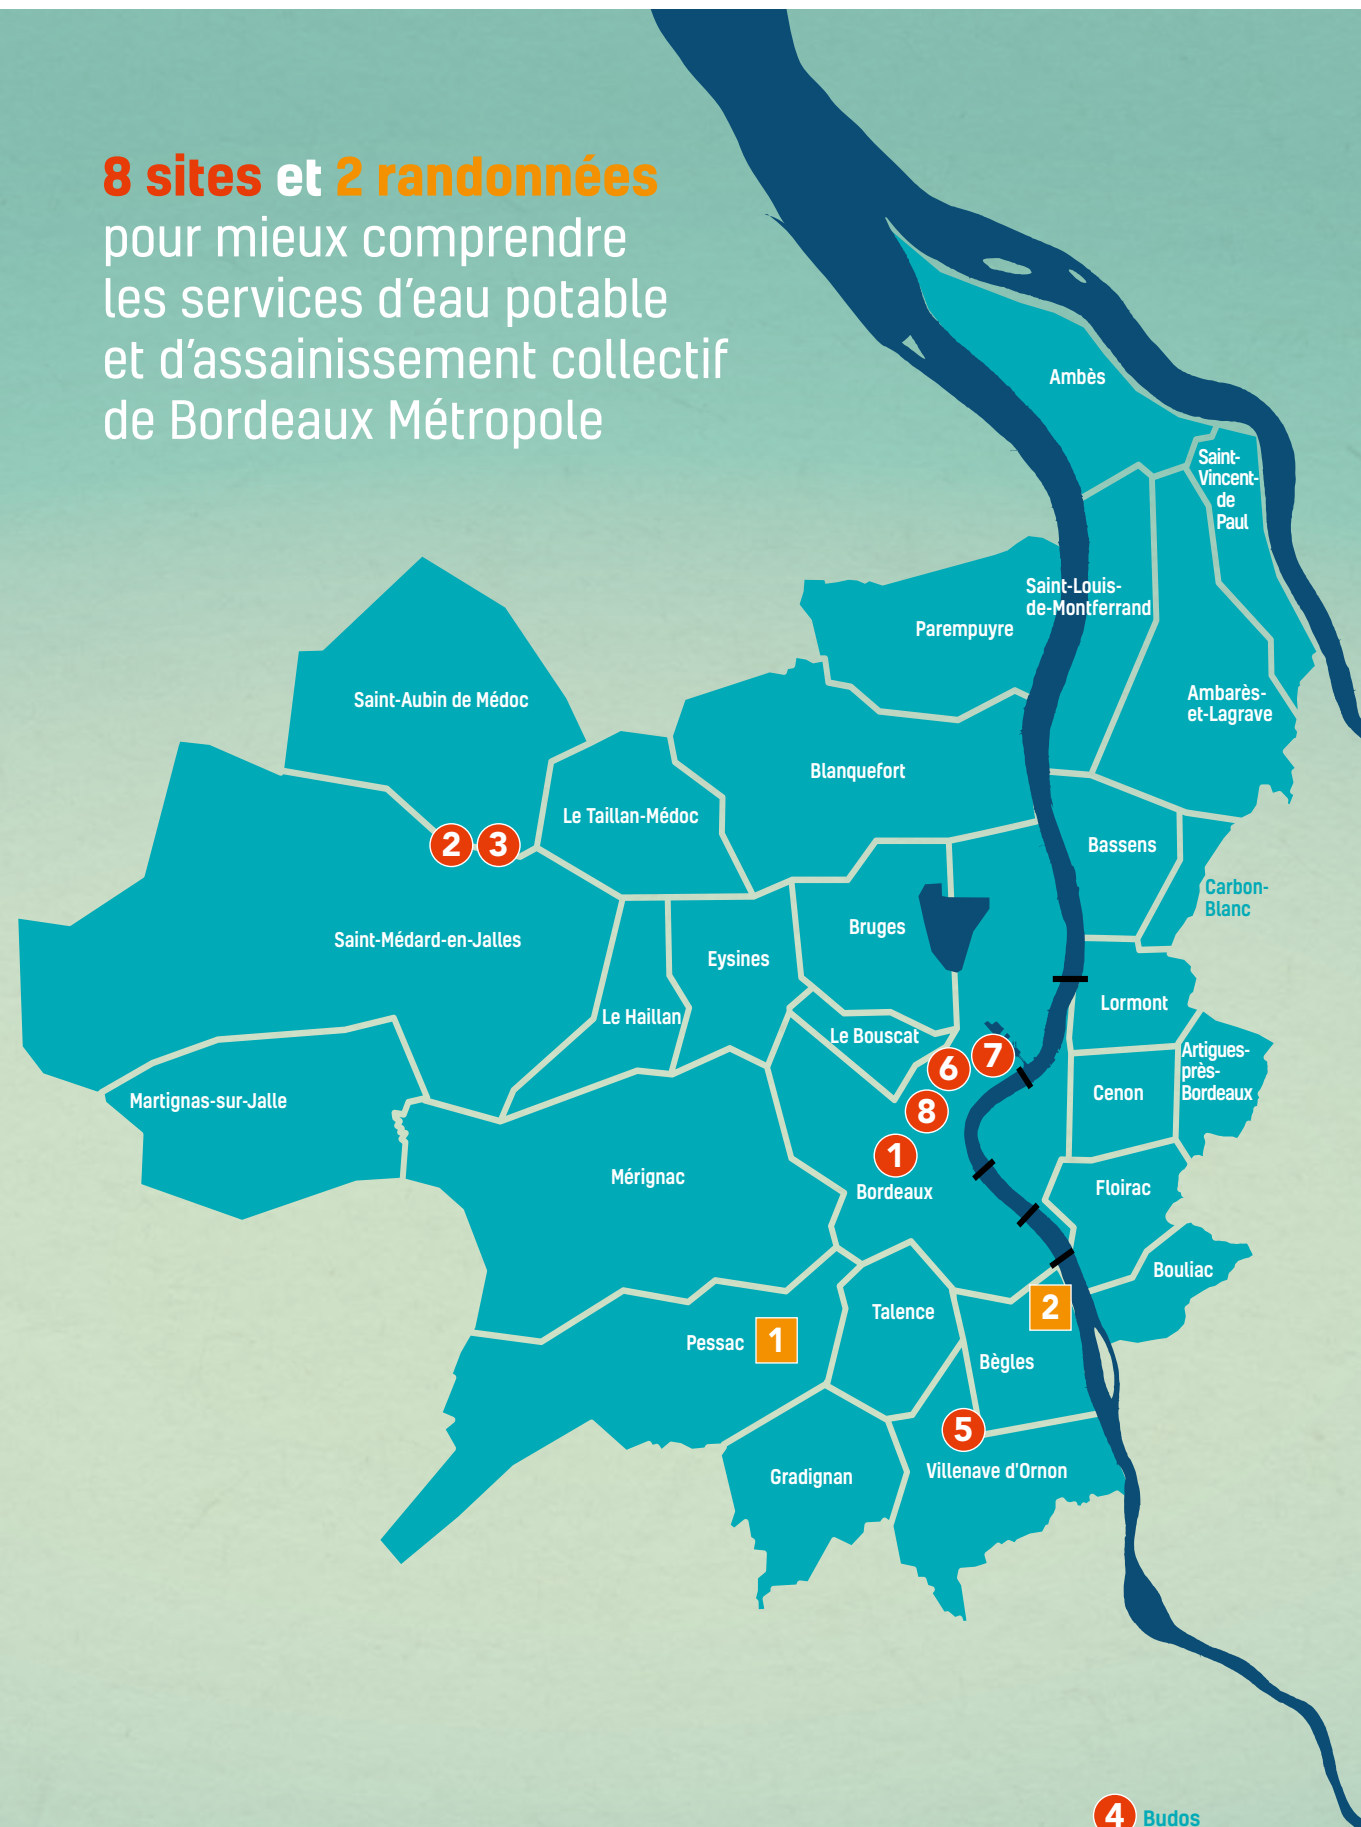 8 sites et 2 randonnées
pour mieux comprendre
les services d’eau potable
et d’assainissement collectif
de Bordeaux Métropole
Ambès
Saint-
Vincent-
de
Paul
Saint-Louis-
de-Montferrand
Parempuyre
Ambarès-
et-Lagrave
Saint-Aubin de Médoc
Blanquefort
Le Taillan-Médoc
2
3
Bassens
Carbon-
Blanc
Bruges
Saint-Médard-en-Jalles
Eysines
Lormont
Le Haillan
Le Bouscat
7
6
Artigues-
près-
Bordeaux
Cenon
Martignas-sur-Jalle
8
1
Mérignac
Bordeaux
Floirac
Bouliac
2
Talence
Pessac
1
Bègles
5
Villenave d'Ornon
Gradignan
4
Budos